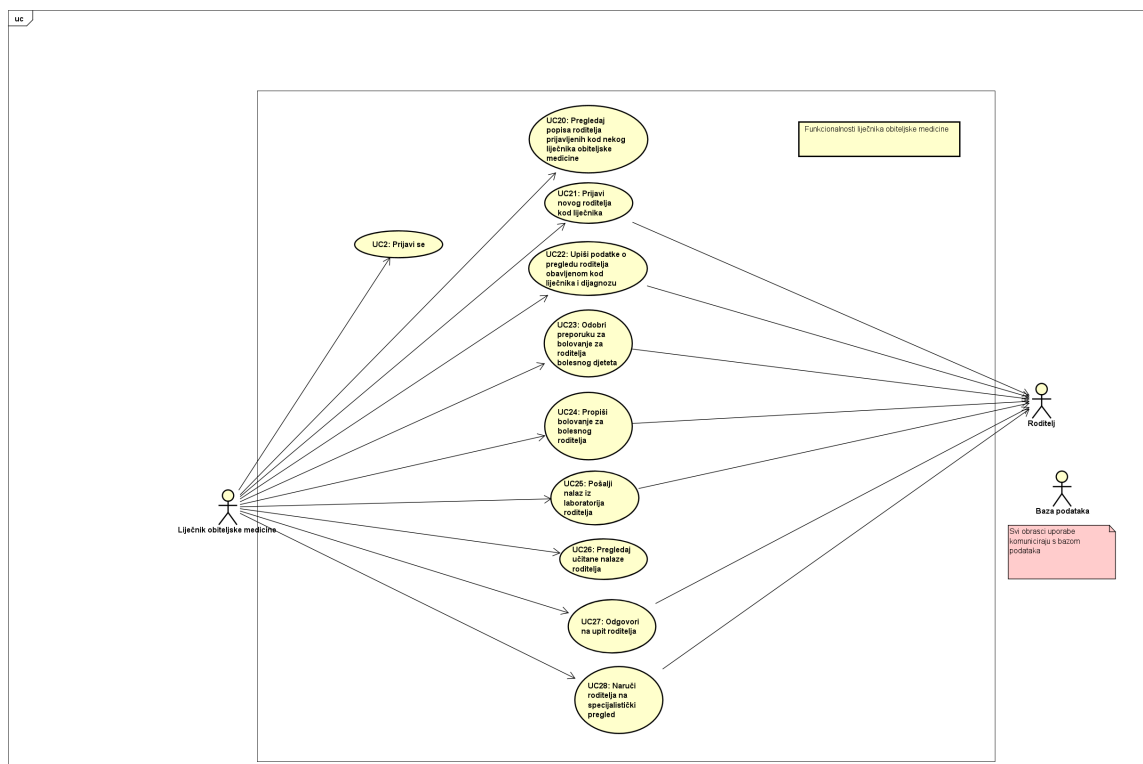 uc
UC20: Pregledaj
popisa roditelja
prijavljenih kod nekog
liječnika obiteljske
medicine
Funkcionalnosti liječnika obiteljske medicine
UC21: Prijavi
novog roditelja
kod liječnika
UC2: Prijavi se
UC22: Upiši podatke o
pregledu roditelja
obavljenom kod
liječnika i dijagnozu
UC23: Odobri
preporuku za
bolovanje za
roditelja
bolesnog djeteta
UC24: Propiši
bolovanje za
bolesnog
roditelja
Roditelj
UC25: Pošalji
nalaz iz
laboratorija
roditelja
Liječnik obiteljske medicine
Baza podataka
Svi obrasci uporabe
komuniciraju s bazom
podataka
UC26: Pregledaj
učitane nalaze
roditelja
UC27: Odgovori
na upit roditelja
UC28: Naruči
roditelja na
specijalistički
pregled